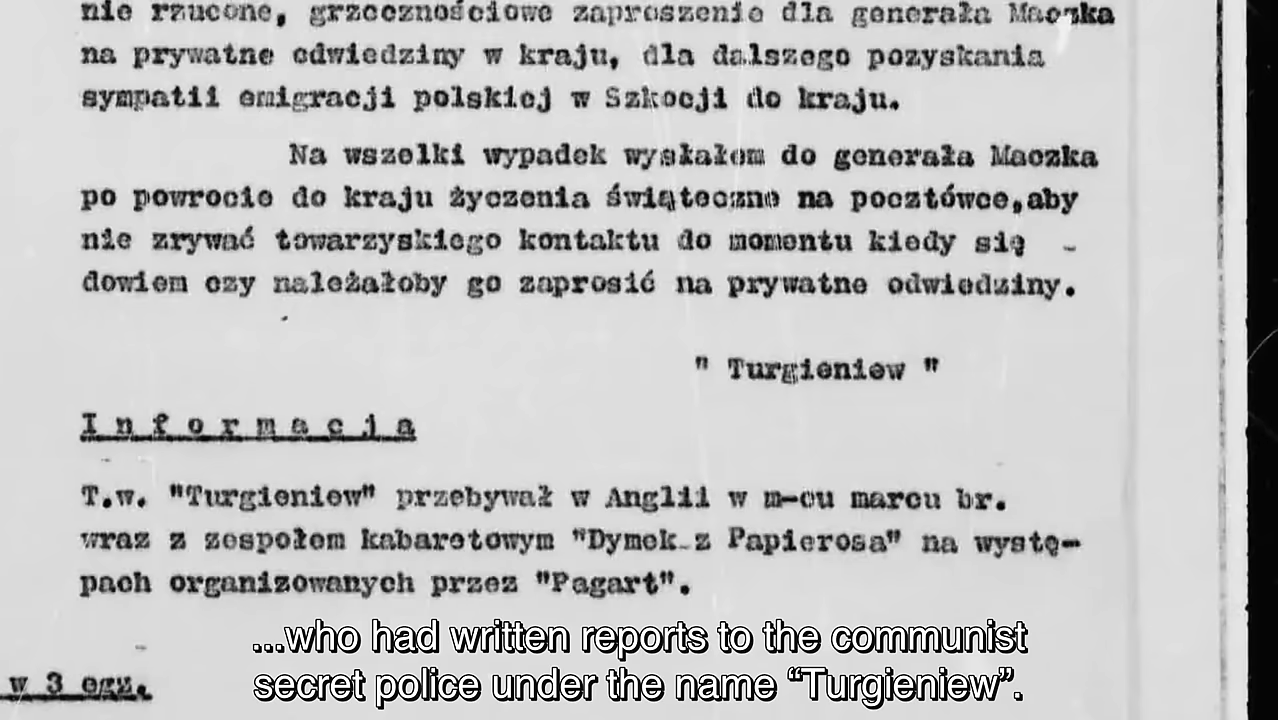 nie rzucone, grzecznościowe zaproszenie dla generała Maczka
na prywatne odwiedziny w kraju, dla dalszego pozyskania
sympatii emigracji polskiej w Szkocji do kraju.
Na wszelki wypadek wysłałem do generała Maczka
po powrocie do kraju życzenia świąteczne na pocztówce,aby
nie zrywać towarzyskiego kontaktu do momentu kiedy się -
dowiem czy należałoby go zaprosić na prywatne odwiedziny.
" Turgieniew "
I n f o r m a c j a
T.w. "Turgieniew" przebywał w Anglii w m-cu marcu br.
wraz z zespołem kabaretowym "Dymek z Papierosa" na wystę-
pach organizowanych przez "Pagart".
...who had written reports to the communist
w 3 egz.
secret police under the name “Turgieniew”.